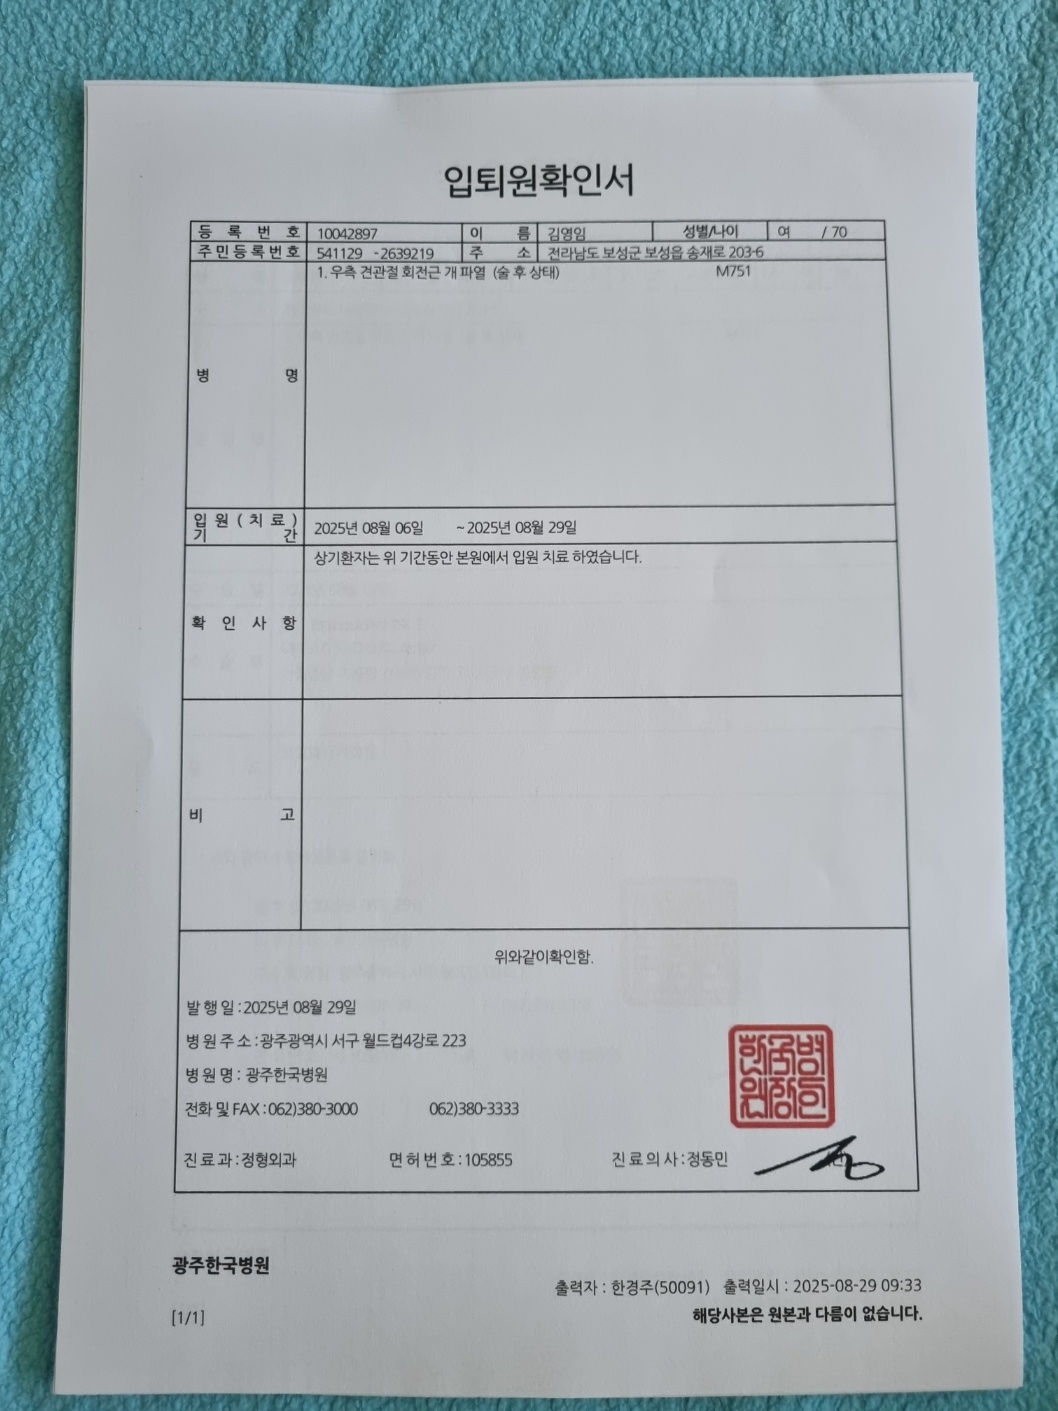 입퇴원확인서
등 록 번 호 10042897 이 름 김영임 성별/나이 여 / 70
주민등록번호 541129 -2639219 주 소 전라남도 보성군 보성읍 송재로 203-6
병 명 1. 우측 견관절 회전근 개 파열 (술 후 상태) M751
입 원 ( 치 료 ) 기 간 2025년 08월 06일 ~ 2025년 08월 29일
확 인 사 항 상기환자는 위 기간동안 본원에서 입원 치료 하였습니다.
비 고
위와같이확인함.
발 행 일 : 2025년 08월 29일
병 원 주 소 : 광주광역시 서구 월드컵4강로 223
병 원 명 : 광주한국병원
전화 및 FAX : 062)380-3000 062)380-3333
진 료 과 : 정형외과 면 허 번 호 : 105855 진 료 의 사 : 정동민
광주한국병원
출력자 : 한경주(50091) 출력일시 : 2025-08-29 09:33
[1/1]
해당사본은 원본과 다름이 없습니다.